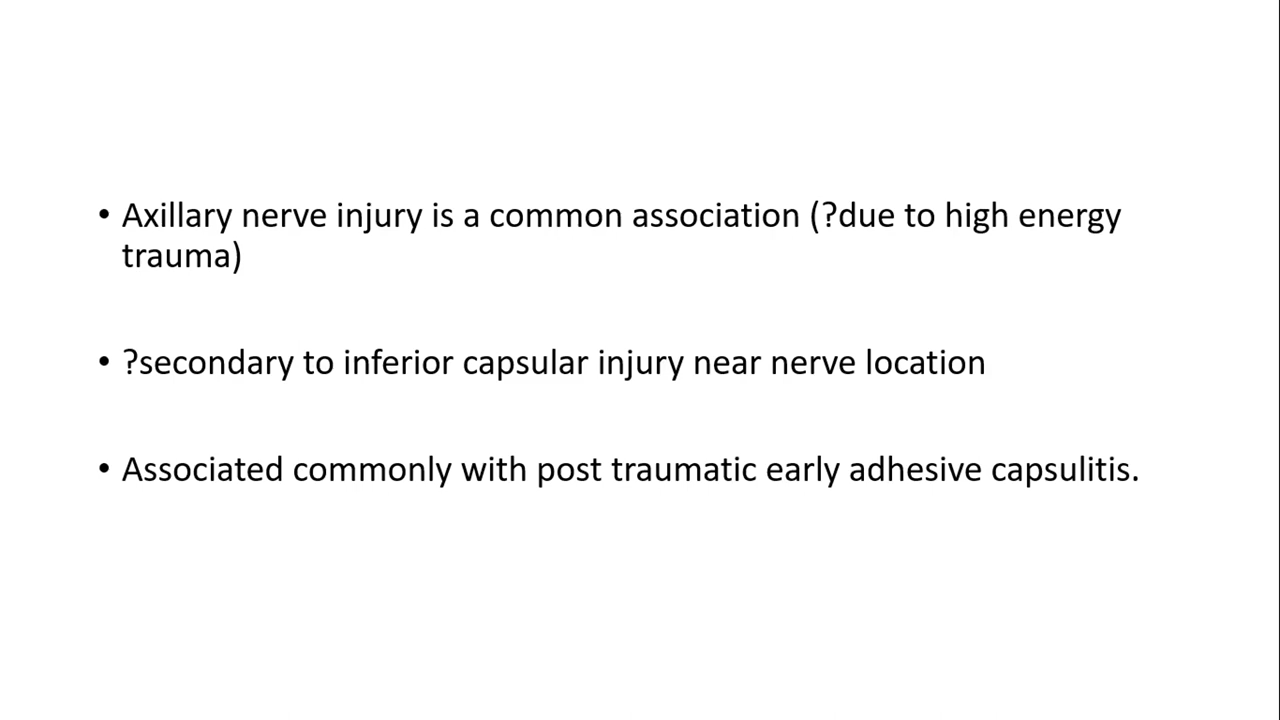 • Axillary nerve injury is a common association (?due to high energy
trauma)
• ?secondary to inferior capsular injury near nerve location
• Associated commonly with post traumatic early adhesive capsulitis.